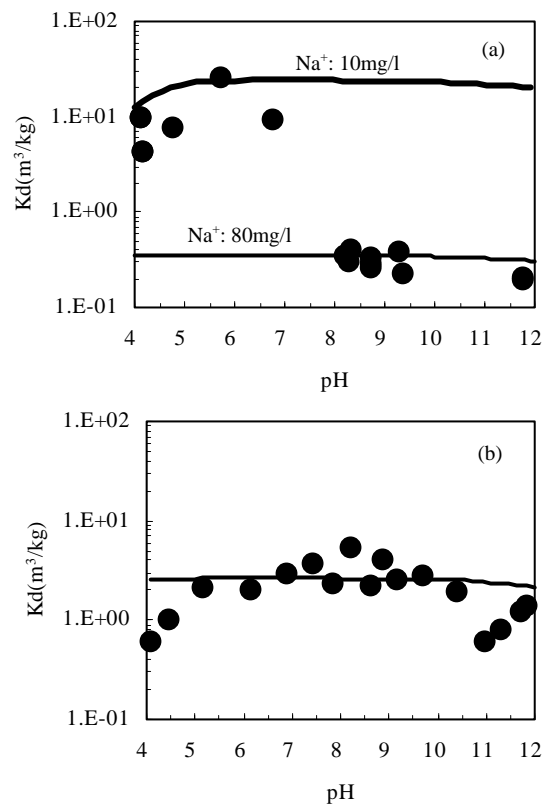 1.E+02
(a)
Na⁺: 10mg/l
1.E+01
Kd(m³/kg)
1.E+00
Na⁺: 80mg/l
1.E-01
4 5 6 7 8 9 10 11 12
pH
1.E+02
(b)
1.E+01
Kd(m³/kg)
1.E+00
1.E-01
4 5 6 7 8 9 10 11 12
pH